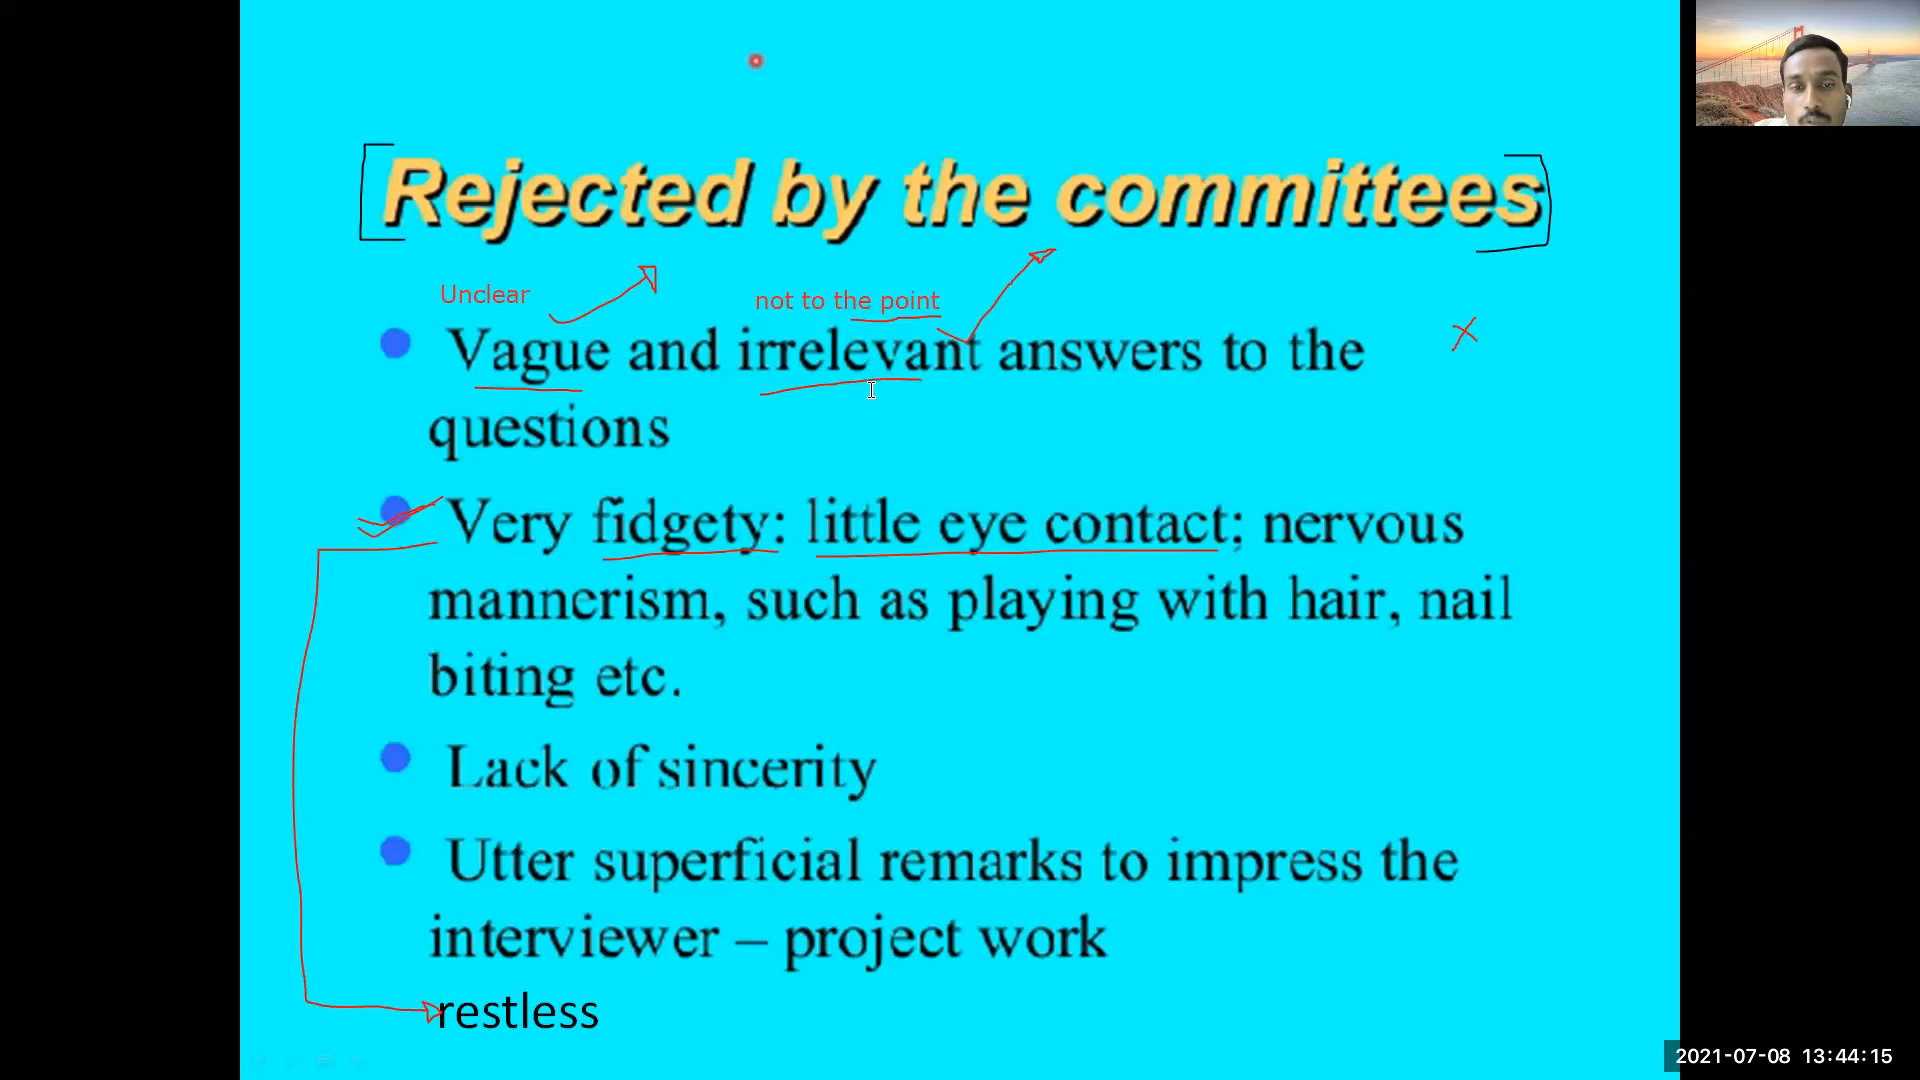 Rejected by the committees
Unclear
not to the point
Vague and irrelevant answers to the
questions
Very fidgety: little eye contact; nervous
mannerism, such as playing with hair, nail
biting etc.
Lack of sincerity
Utter superficial remarks to impress the
interviewer – project work
restless
2021-07-08 13:44:15